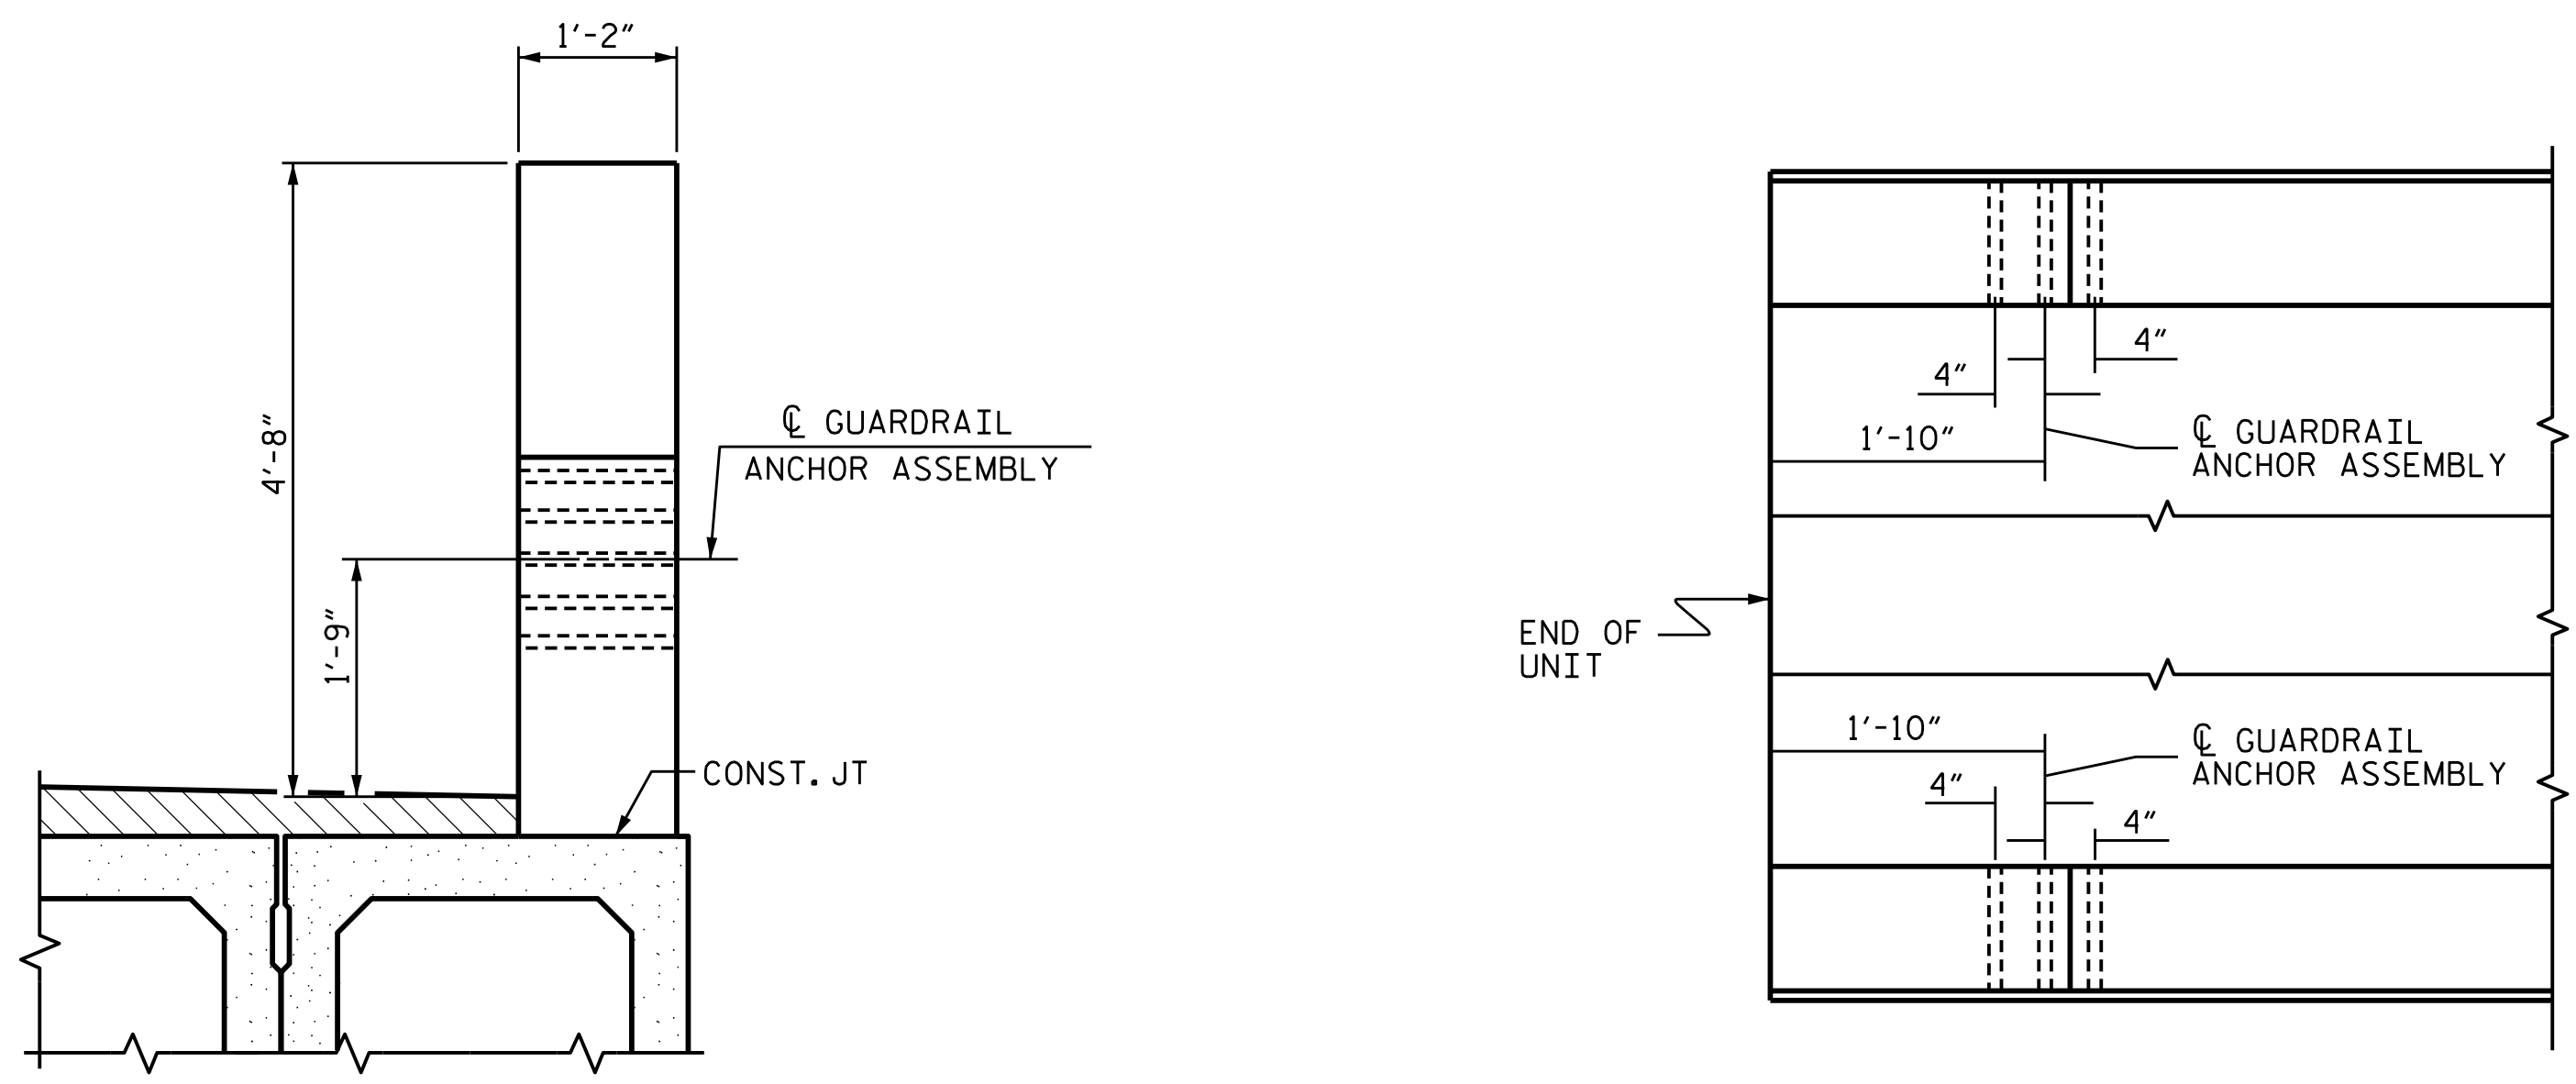 1'-2"
4'-8"
1'-9"
℄ GUARDRAIL
ANCHOR ASSEMBLY
CONST. JT
4"
4"
1'-10"
℄ GUARDRAIL
ANCHOR ASSEMBLY
END OF
UNIT
1'-10"
℄ GUARDRAIL
ANCHOR ASSEMBLY
4"
4"